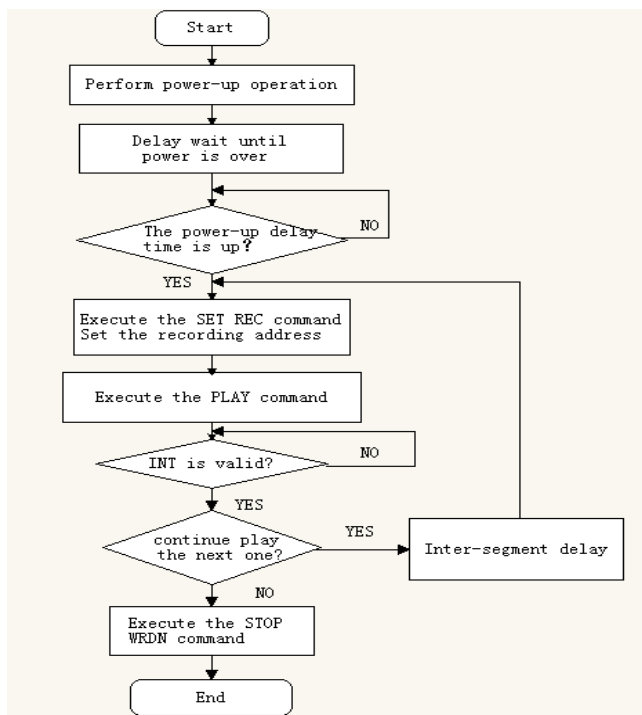 Start
Perform power-up operation
Delay wait until
power is over
The power-up delay
time is up?
NO
YES
Execute the SET REC command
Set the recording address
Execute the PLAY command
INT is valid?
NO
YES
continue play
the next one?
YES
Inter-segment delay
NO
Execute the STOP
WRDN command
End